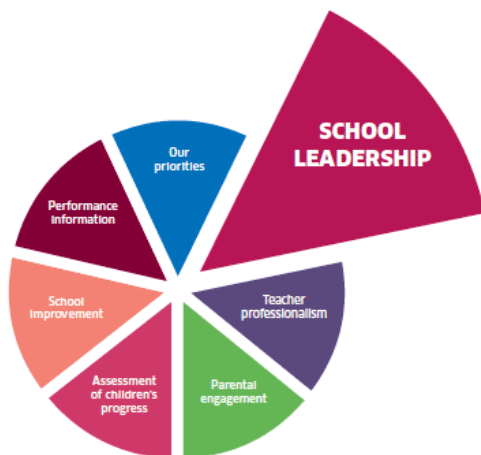 SCHOOL
LEADERSHIP
Our
priorities
Performance
information
School
improvement
Teacher
professionalism
Assessment
of children's
progress
Parental
engagement